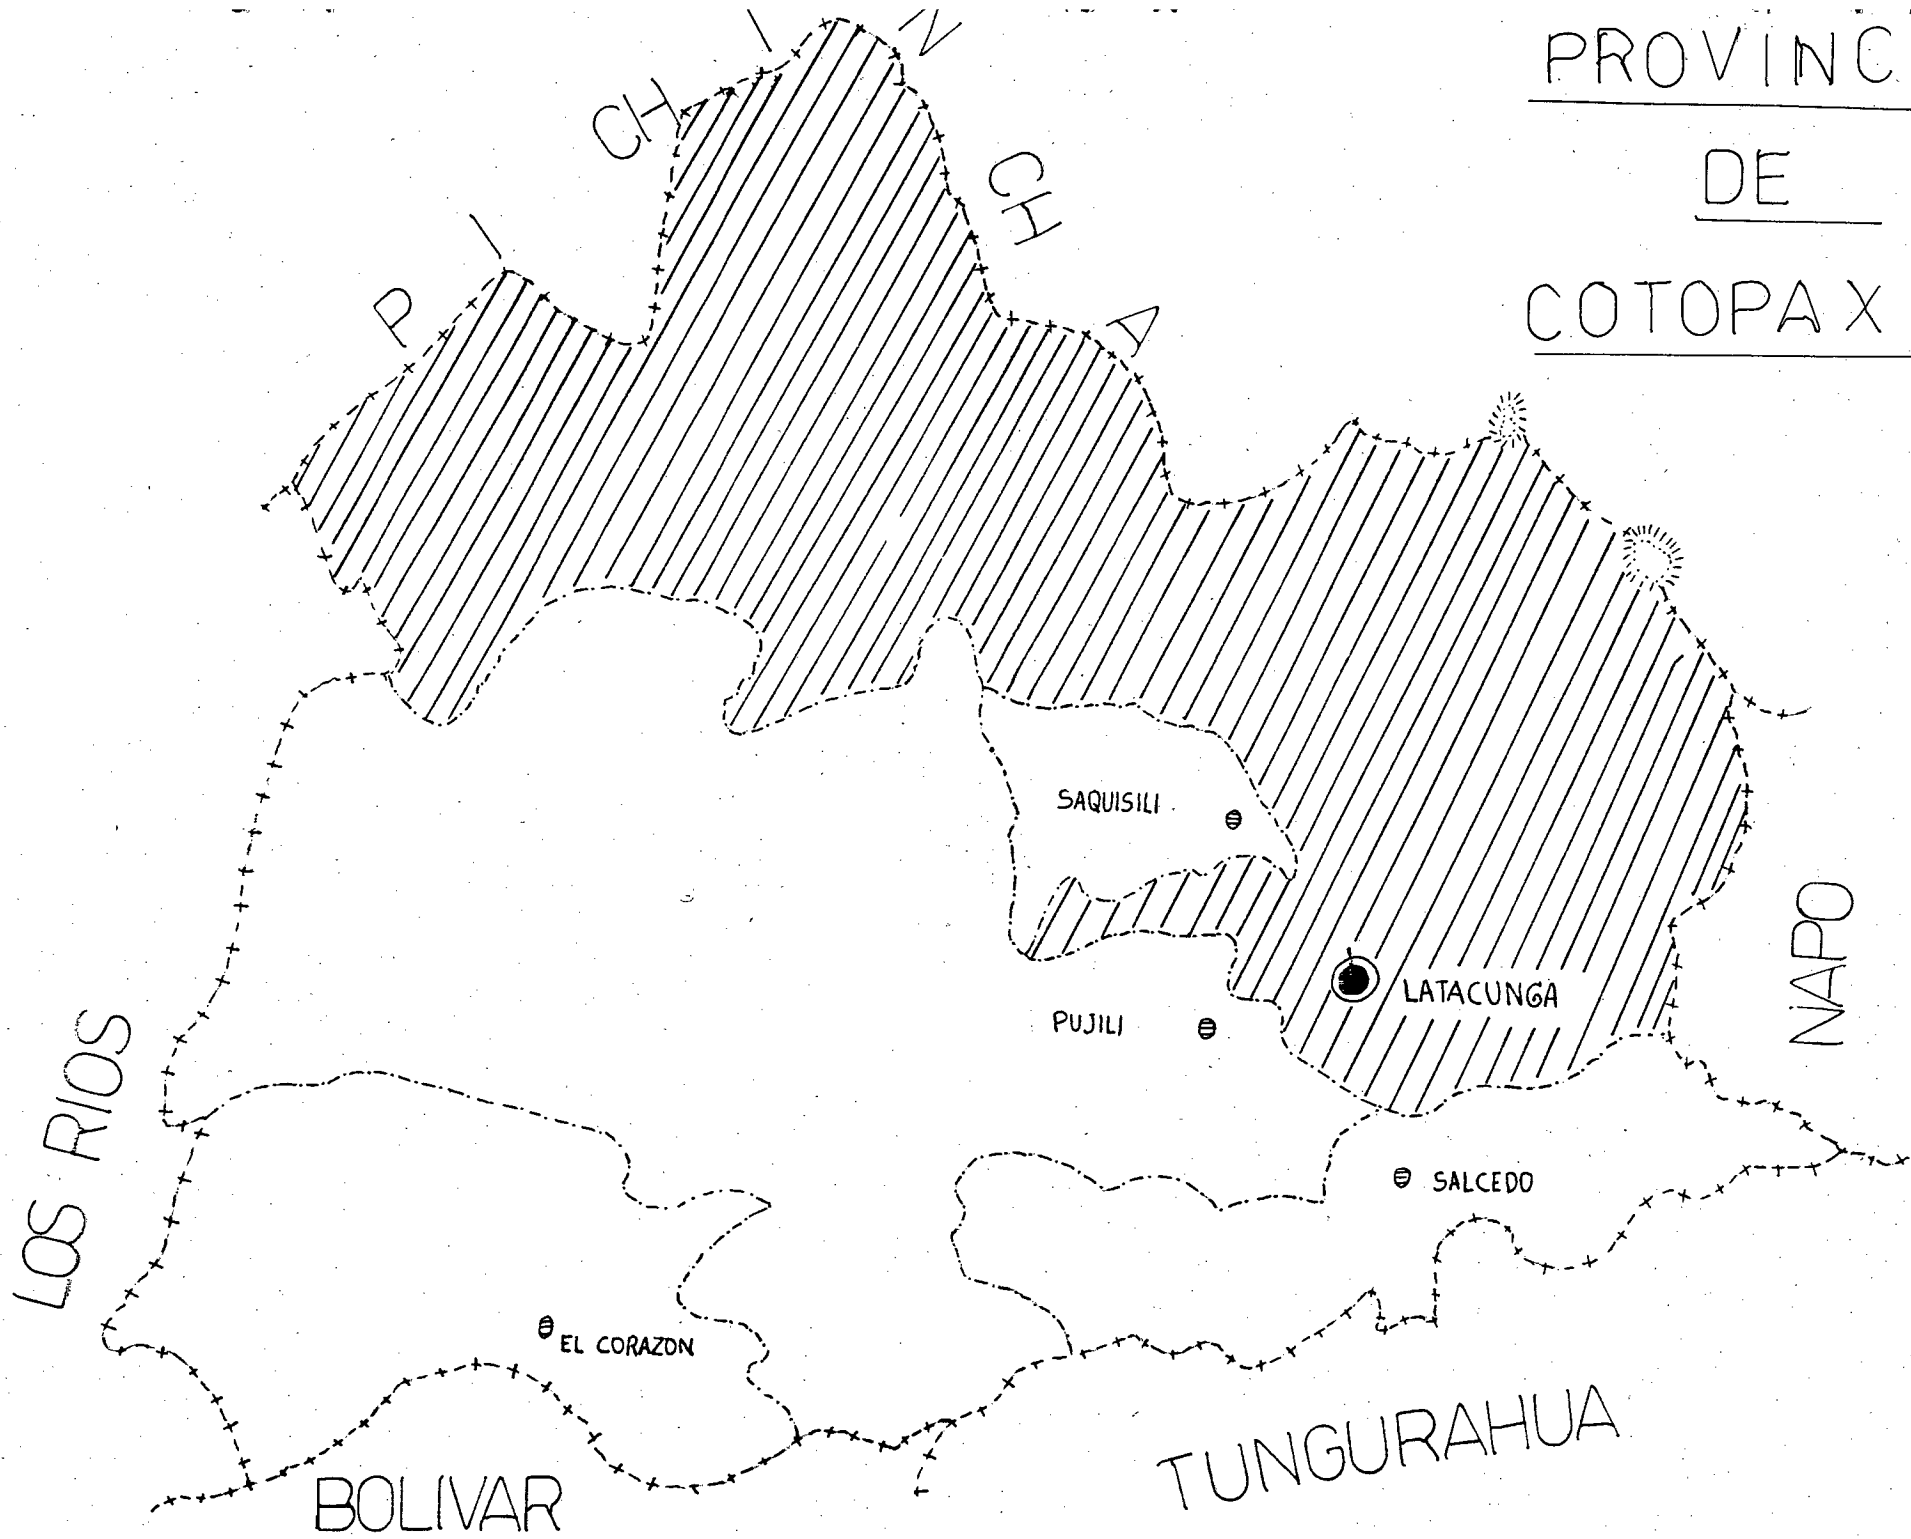 PROVINC
DE
COTOPAX
PICHINCHA
SAQUISILI
LATACUNGA
PUJILI
NAPO
LOS RIOS
SALCEDO
EL CORAZON
TUNGURAHUA
BOLIVAR